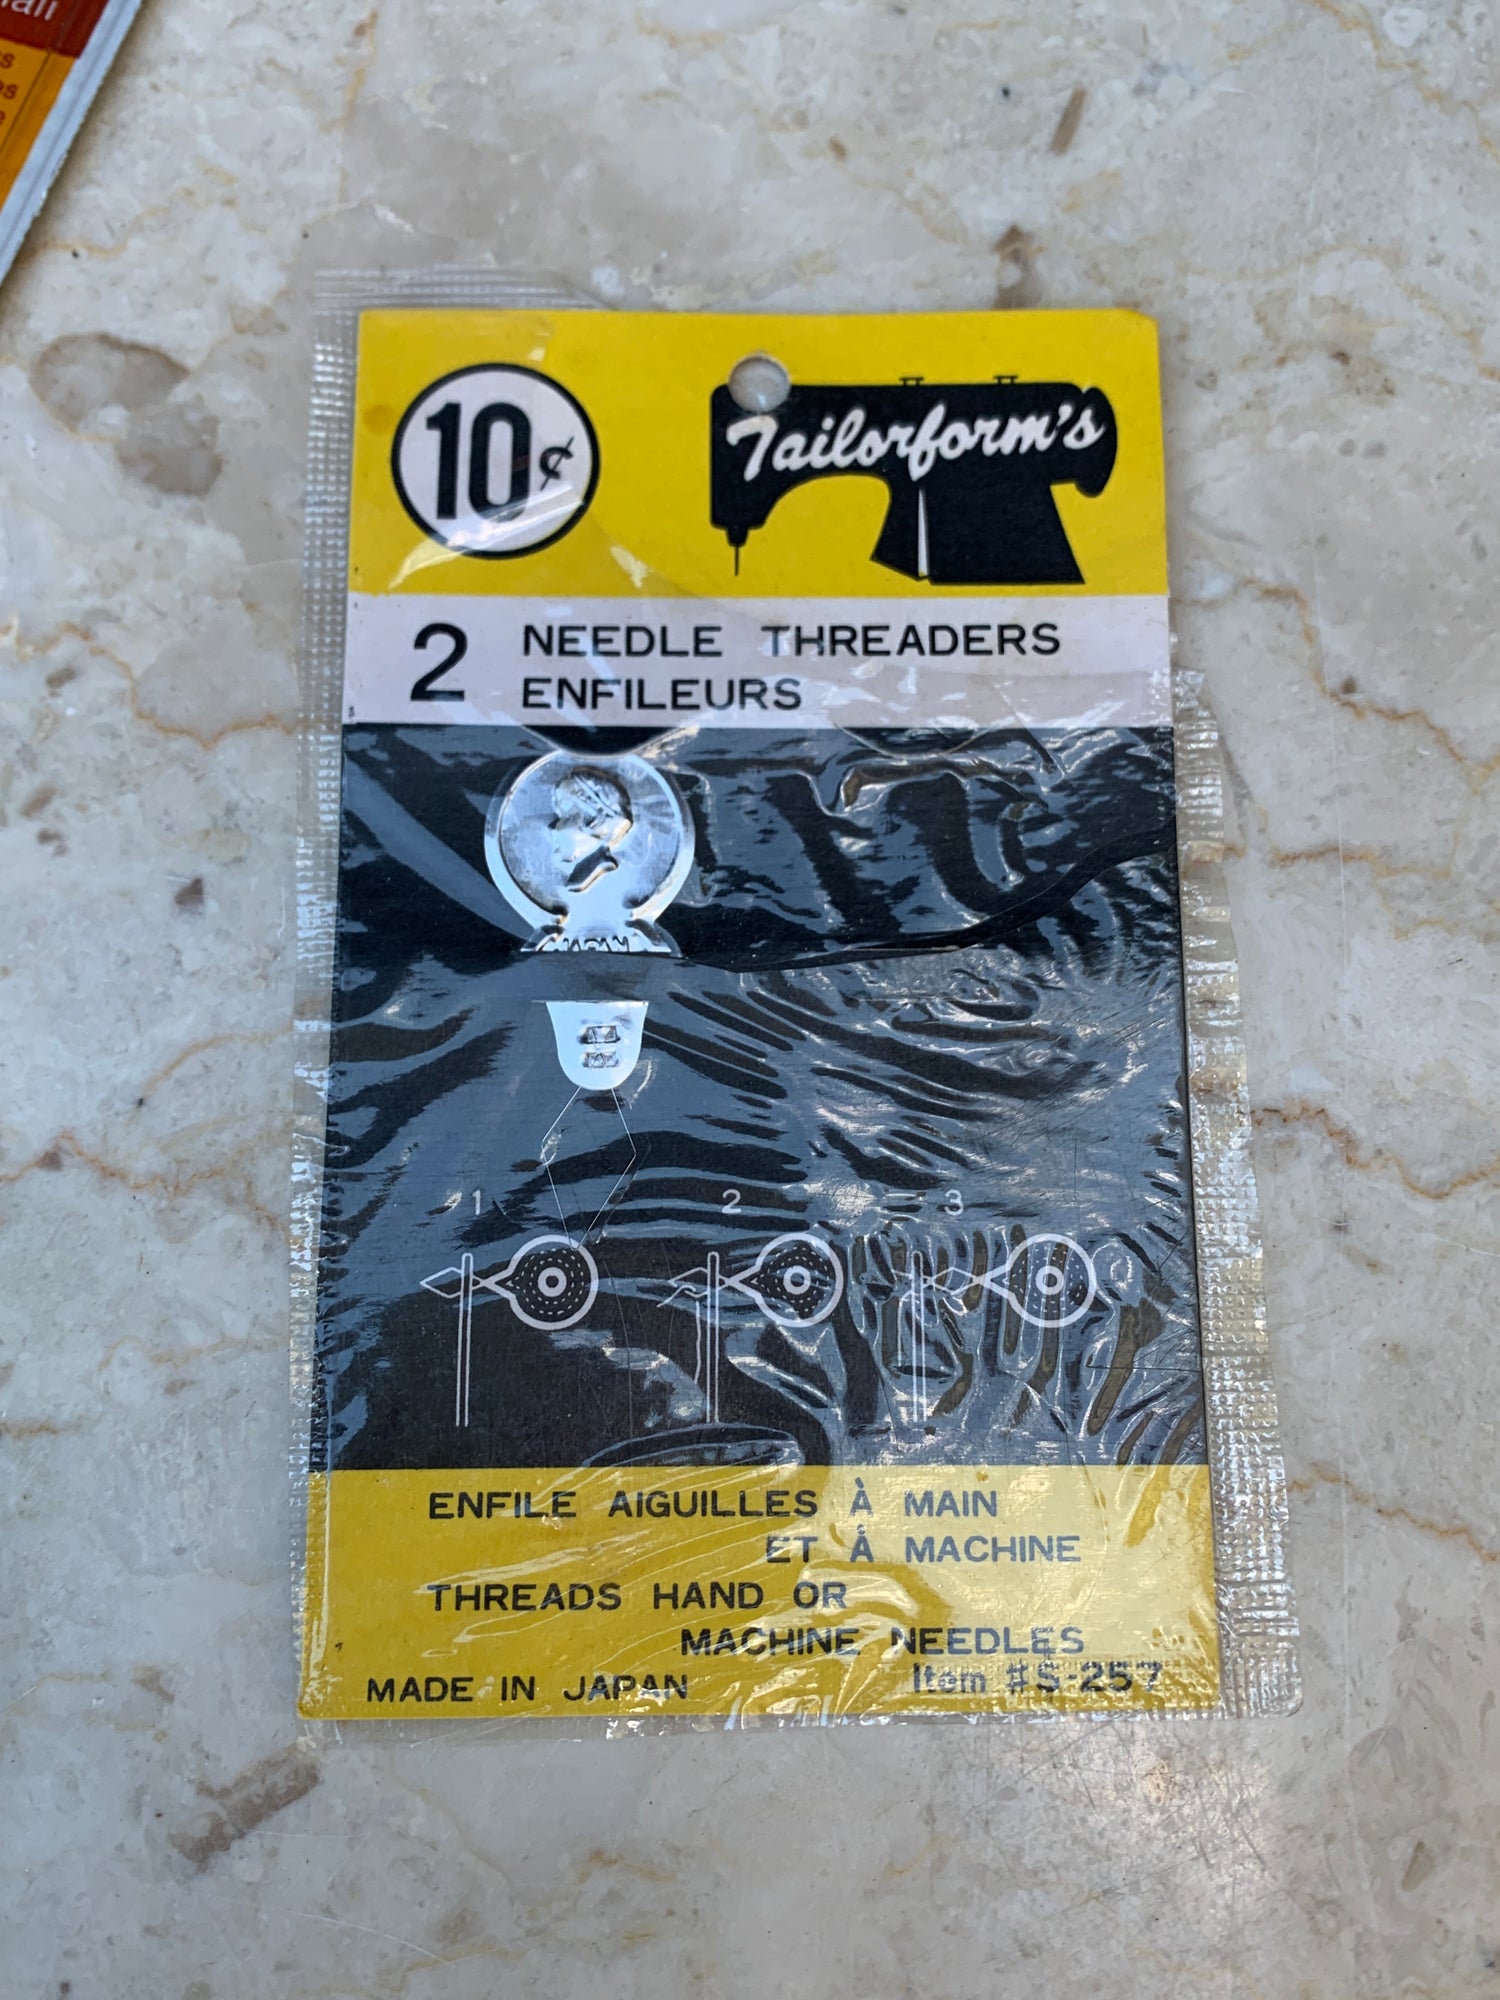 10¢
Tailorform's
2 NEEDLE THREADERS
ENFILEURS
JAPAN
1 2 3
ENFILE AIGUILLES À MAIN
ET À MACHINE
THREADS HAND OR
MACHINE NEEDLES
MADE IN JAPAN
Item #S-257